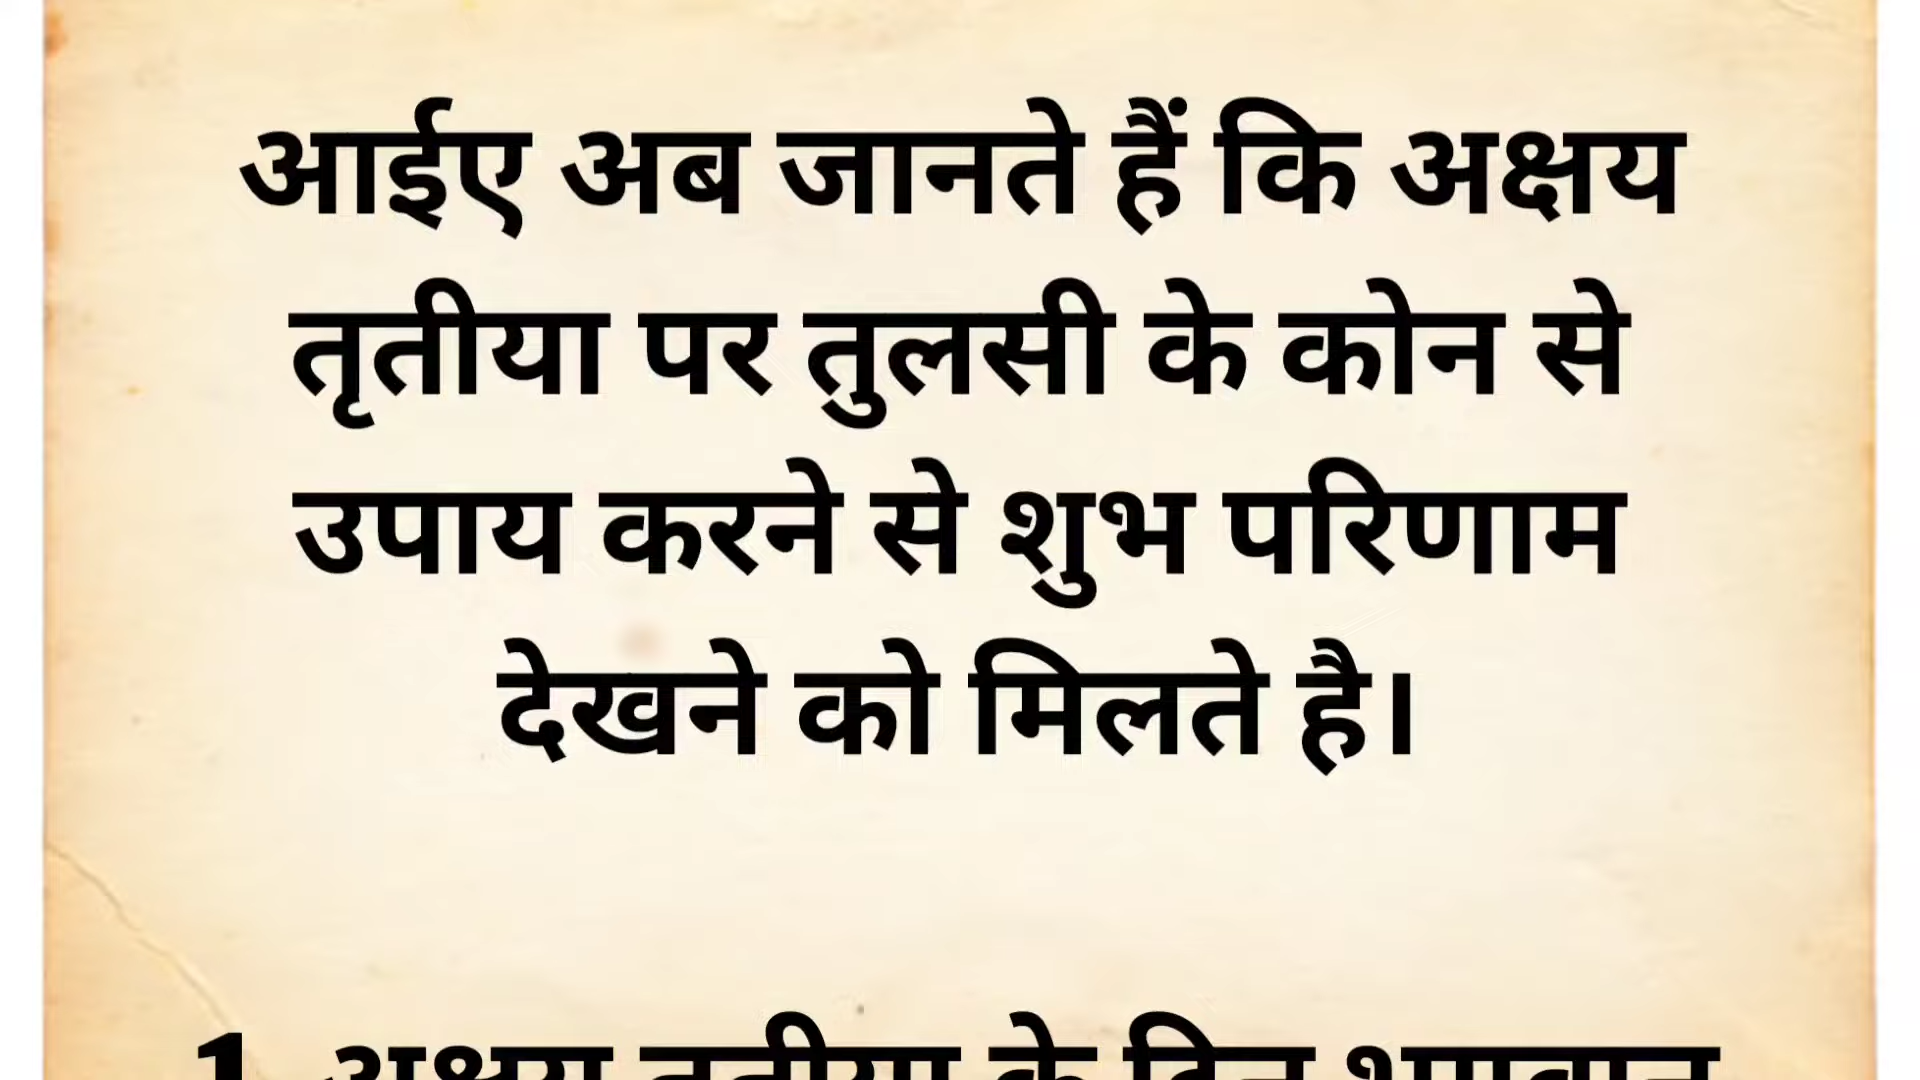 आईए अब जानते हैं कि अक्षय
तृतीया पर तुलसी के कोन से
उपाय करने से शुभ परिणाम
देखने को मिलते है।
1. अक्षय तृतीया के दिन भगवान